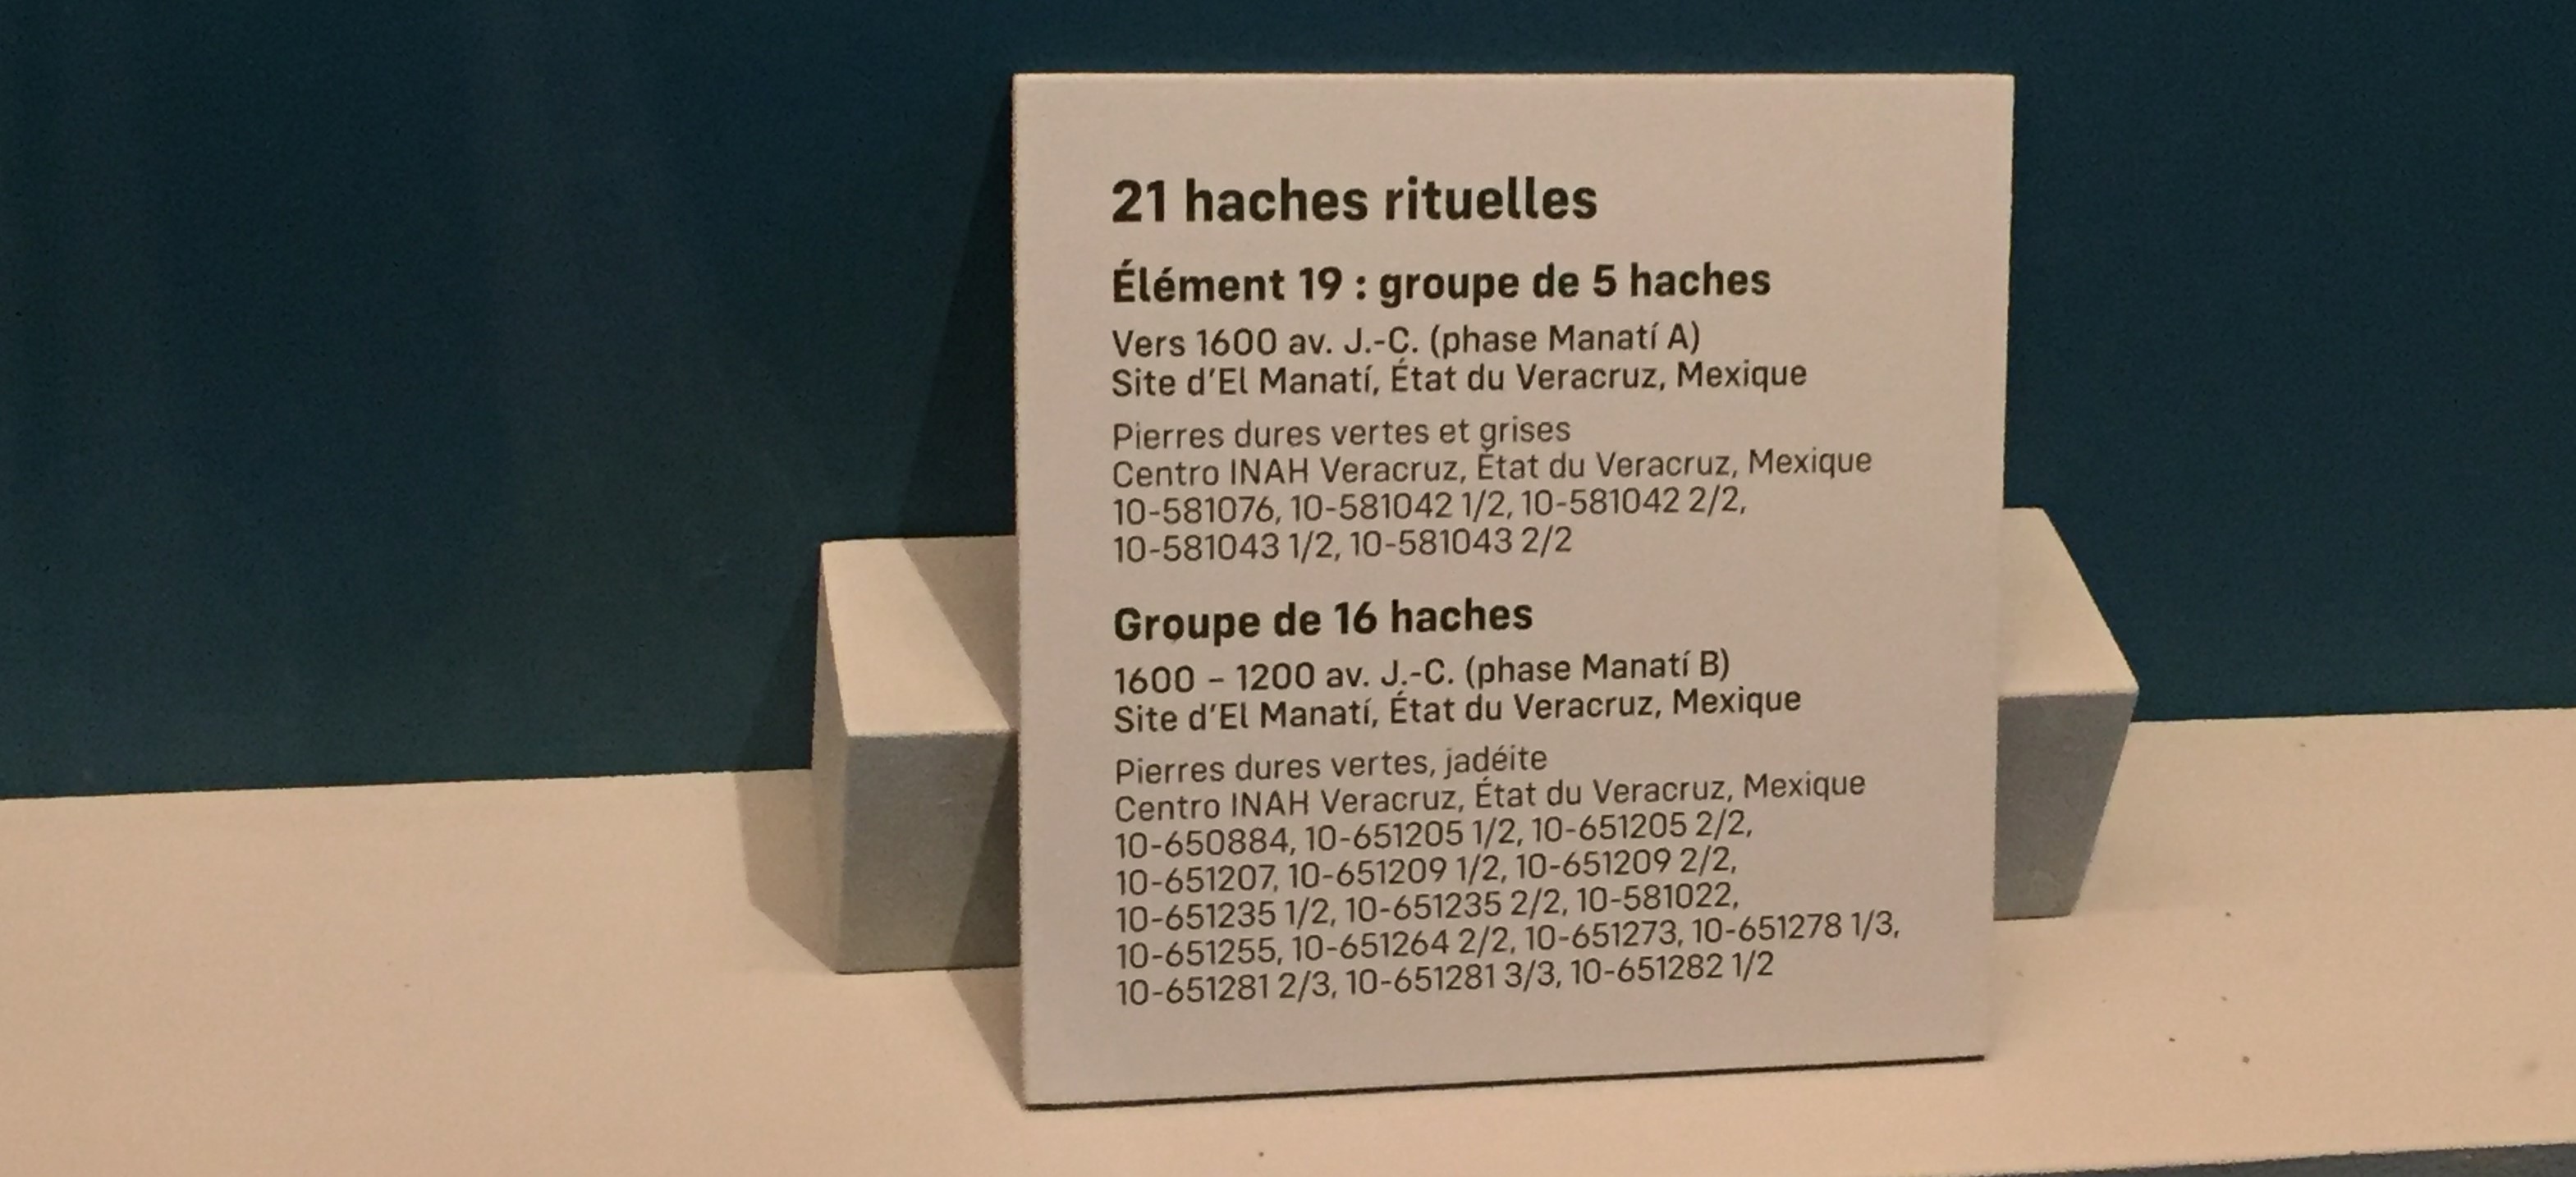 21 haches rituelles
Élément 19 : groupe de 5 haches
Vers 1600 av. J.-C. (phase Manatí A)
Site d'El Manatí, État du Veracruz, Mexique
Pierres dures vertes et grises
Centro INAH Veracruz, État du Veracruz, Mexique
10-581076, 10-581042 1/2, 10-581042 2/2,
10-581043 1/2, 10-581043 2/2
Groupe de 16 haches
1600 – 1200 av. J.-C. (phase Manatí B)
Site d'El Manatí, État du Veracruz, Mexique
Pierres dures vertes, jadéite
Centro INAH Veracruz, État du Veracruz, Mexique
10-650884, 10-651205 1/2, 10-651205 2/2,
10-651207, 10-651209 1/2, 10-651209 2/2,
10-651235 1/2, 10-651235 2/2, 10-581022,
10-651255, 10-651264 2/2, 10-651273, 10-651278 1/3,
10-651281 2/3, 10-651281 3/3, 10-651282 1/2